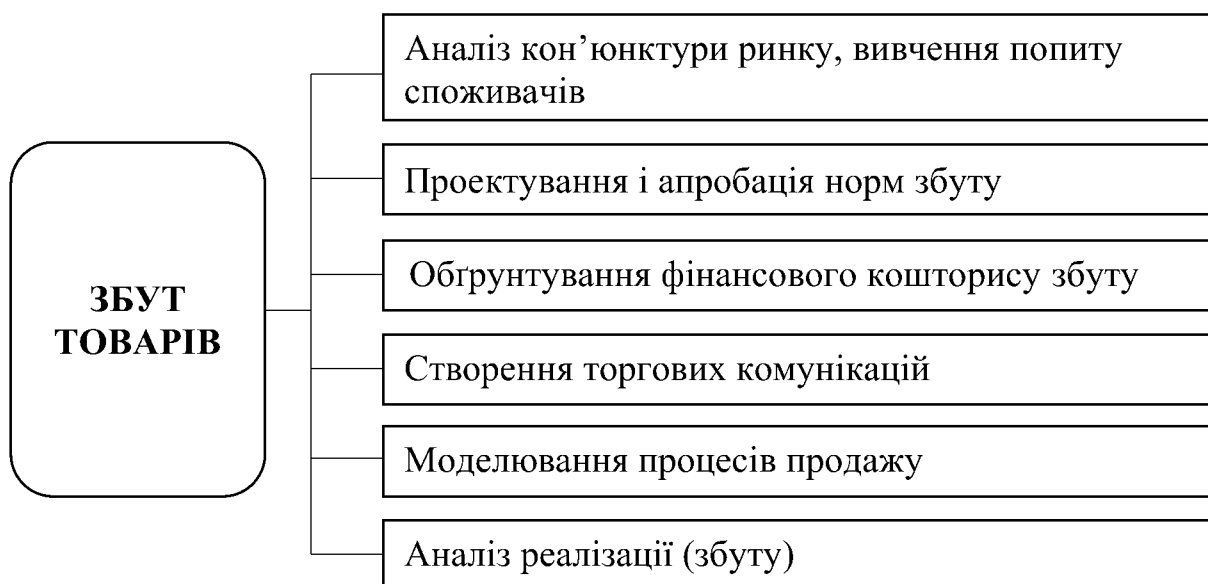 Аналіз кон’юнктури ринку, вивчення попиту
споживачів
Проектування і апробація норм збуту
Обґрунтування фінансового кошторису збуту
ЗБУТ
ТОВАРІВ
Створення торгових комунікацій
Моделювання процесів продажу
Аналіз реалізації (збуту)